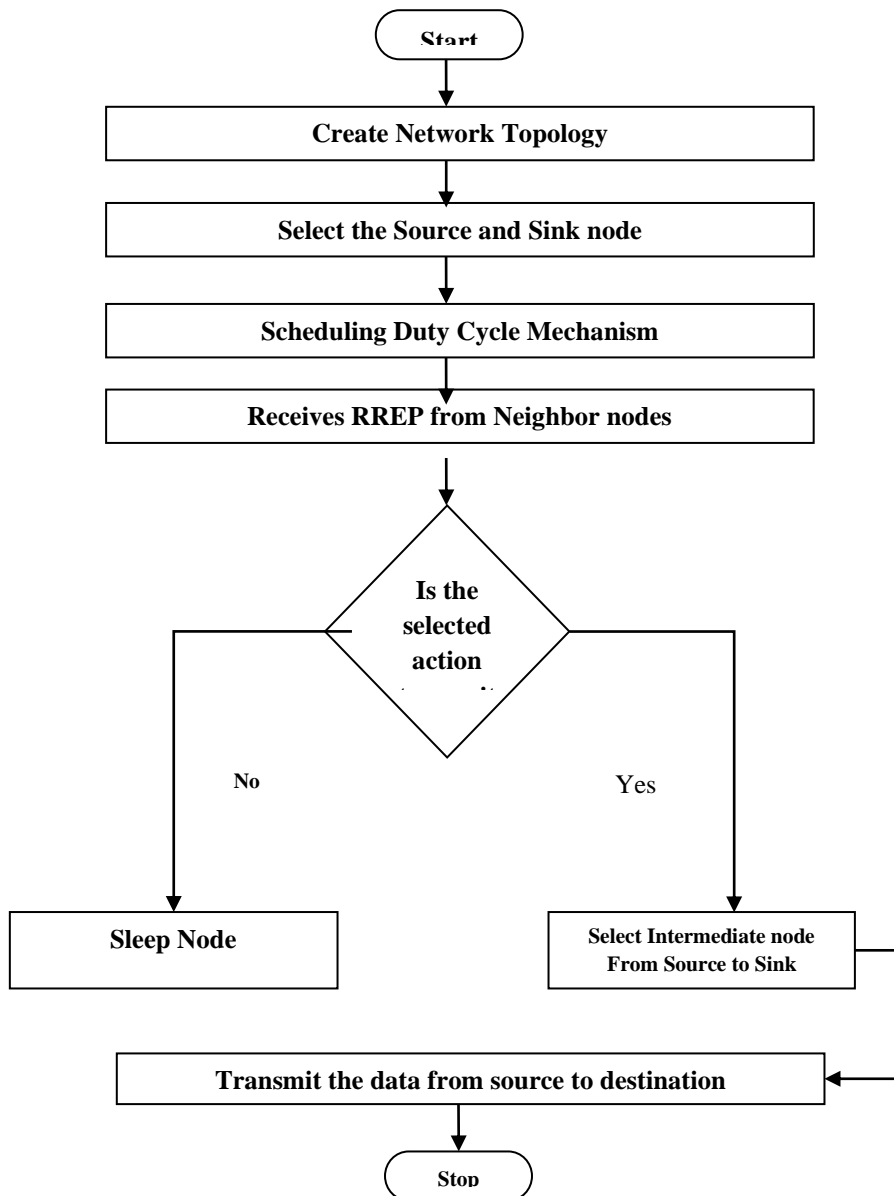 Start
Create Network Topology
Select the Source and Sink node
Scheduling Duty Cycle Mechanism
Receives RREP from Neighbor nodes
Is the
selected
action
No
Yes
Sleep Node
Select Intermediate node
From Source to Sink
Transmit the data from source to destination
Stop